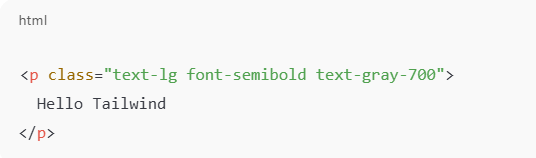 html
<p class="text-lg font-semibold text-gray-700">
  Hello Tailwind
</p>